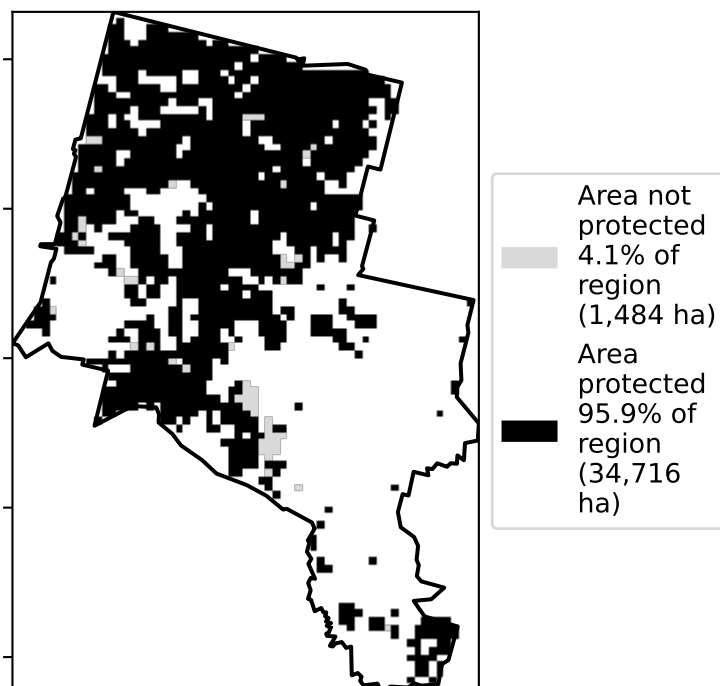 Area not
protected
4.1% of
region
(1,484 ha)
Area
protected
95.9% of
region
(34,716
ha)